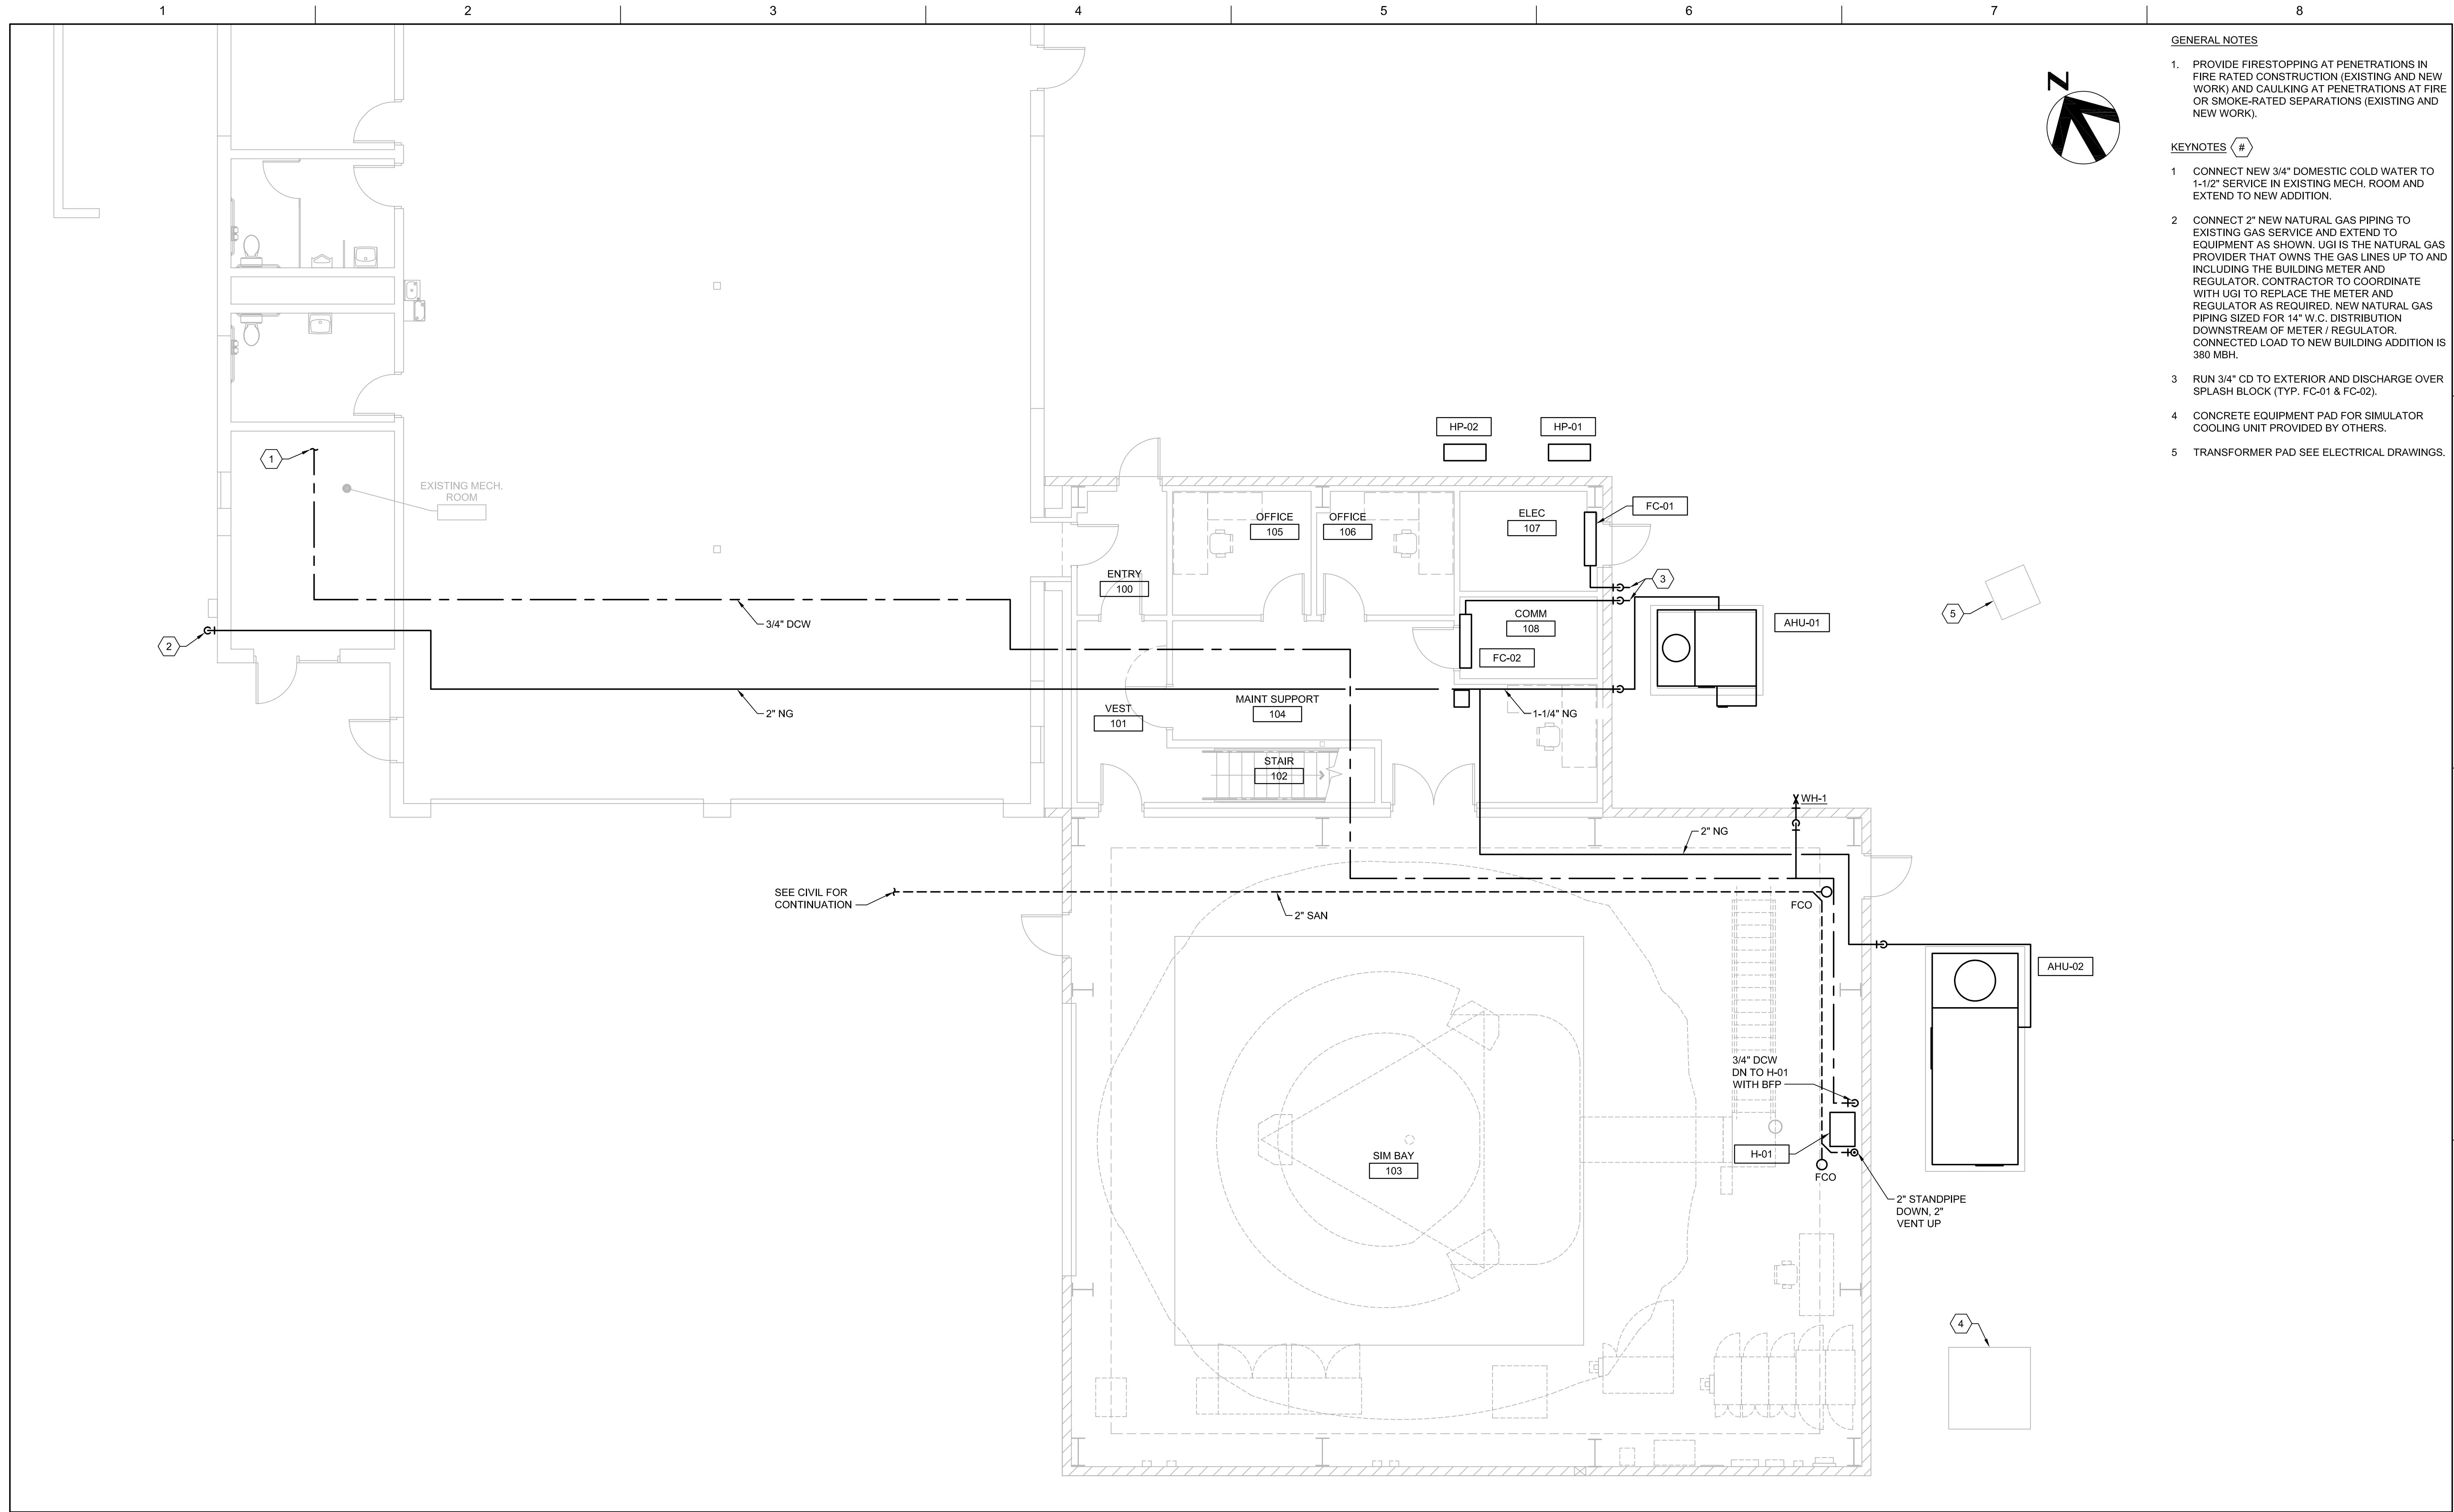 1 2 3 4 5 6 7 8
GENERAL NOTES
1. PROVIDE FIRESTOPPING AT PENETRATIONS IN
FIRE RATED CONSTRUCTION (EXISTING AND NEW
WORK) AND CAULKING AT PENETRATIONS AT FIRE
OR SMOKE-RATED SEPARATIONS (EXISTING AND
NEW WORK).
KEYNOTES #
1 CONNECT NEW 3/4" DOMESTIC COLD WATER TO
1-1/2" SERVICE IN EXISTING MECH. ROOM AND
EXTEND TO NEW ADDITION.
2 CONNECT 2" NEW NATURAL GAS PIPING TO
EXISTING GAS SERVICE AND EXTEND TO
EQUIPMENT AS SHOWN. UGI IS THE NATURAL GAS
PROVIDER THAT OWNS THE GAS LINES UP TO AND
INCLUDING THE BUILDING METER AND
REGULATOR. CONTRACTOR TO COORDINATE
WITH UGI TO REPLACE THE METER AND
REGULATOR AS REQUIRED. NEW NATURAL GAS
PIPING SIZED FOR 14" W.C. DISTRIBUTION
DOWNSTREAM OF METER / REGULATOR.
CONNECTED LOAD TO NEW BUILDING ADDITION IS
380 MBH.
3 RUN 3/4" CD TO EXTERIOR AND DISCHARGE OVER
SPLASH BLOCK (TYP. FC-01 & FC-02).
4 CONCRETE EQUIPMENT PAD FOR SIMULATOR
COOLING UNIT PROVIDED BY OTHERS.
5 TRANSFORMER PAD SEE ELECTRICAL DRAWINGS.
N
HP-02
HP-01
1
EXISTING MECH.
ROOM
OFFICE
105
OFFICE
106
ELEC
107
FC-01
ENTRY
100
3
COMM
108
FC-02
AHU-01
5
3/4" DCW
2
2" NG
VEST
101
MAINT SUPPORT
104
1-1/4" NG
STAIR
102
WH-1
2" NG
SEE CIVIL FOR
CONTINUATION
2" SAN
FCO
AHU-02
3/4" DCW
DN TO H-01
WITH BFP
SIM BAY
103
H-01
FCO
2" STANDPIPE
DOWN, 2"
VENT UP
4